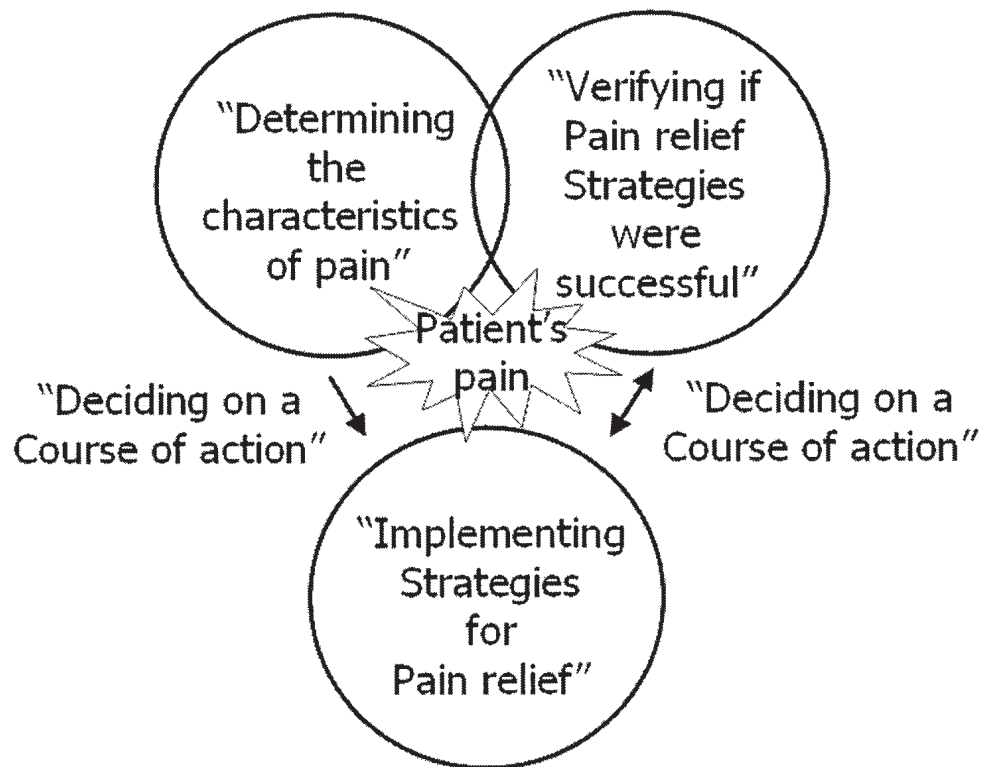 “Determining
the
characteristics
of pain”
“Verifying if
Pain relief
Strategies
were
successful”
Patient’s
pain
“Deciding on a
Course of action”
“Deciding on a
Course of action”
“Implementing
Strategies
for
Pain relief”